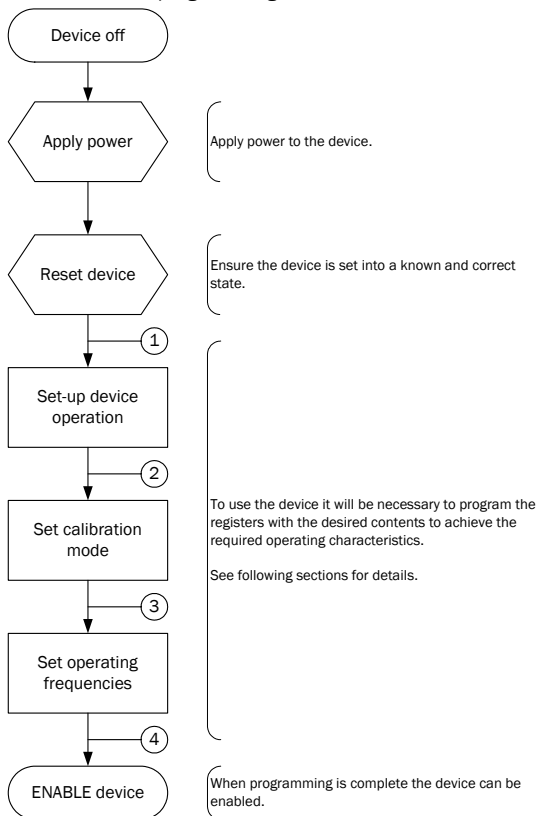 Device off
Apply power
Apply power to the device.
Reset device
Ensure the device is set into a known and correct
state.
1
Set-up device
operation
2
Set calibration
mode
To use the device it will be necessary to program the
registers with the desired contents to achieve the
required operating characteristics.
See following sections for details.
3
Set operating
frequencies
4
ENABLE device
When programming is complete the device can be
enabled.